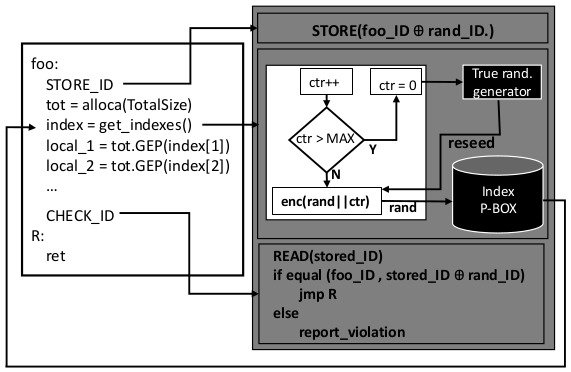 foo:
STORE_ID
tot = alloca(TotalSize)
index = get_indexes()
local_1 = tot.GEP(index[1])
local_2 = tot.GEP(index[2])
...
CHECK_ID
R:
ret
STORE(foo_ID ⊕ rand_ID.)
ctr++
ctr = 0
True rand.
generator
ctr > MAX
Y
N
reseed
enc(rand||ctr)
rand
Index
P-BOX
READ(stored_ID)
if equal (foo_ID , stored_ID ⊕ rand_ID)
jmp R
else
report_violation